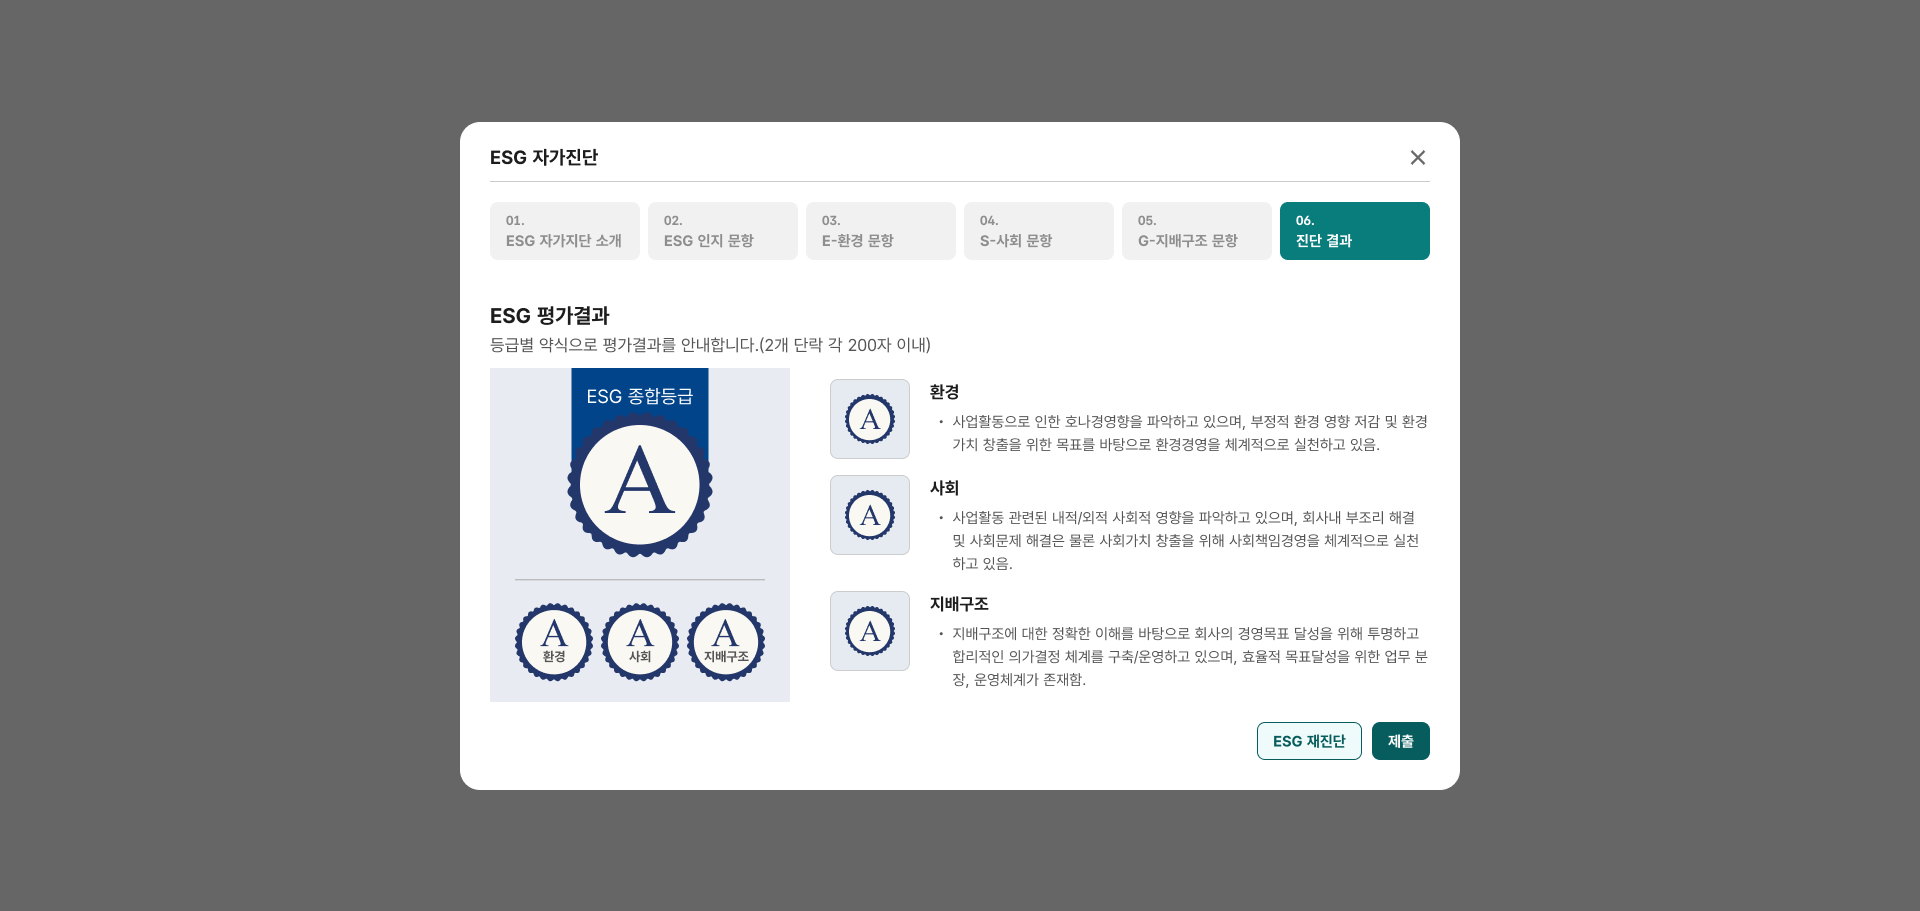 ESG 자가진단
01.
ESG 자가지단 소개
02.
ESG 인지 문항
03.
E-환경 문항
04.
S-사회 문항
05.
G-지배구조 문항
06.
진단 결과
ESG 평가결과
등급별 약식으로 평가결과를 안내합니다.(2개 단락 각 200자 이내)
ESG 종합등급
A
A
환경
A
사회
A
지배구조
A
환경
• 사업활동으로 인한 호나경영향을 파악하고 있으며, 부정적 환경 영향 저감 및 환경
가치 창출을 위한 목표를 바탕으로 환경경영을 체계적으로 실천하고 있음.
A
사회
• 사업활동 관련된 내적/외적 사회적 영향을 파악하고 있으며, 회사내 부조리 해결
및 사회문제 해결은 물론 사회가치 창출을 위해 사회책임경영을 체계적으로 실천
하고 있음.
A
지배구조
• 지배구조에 대한 정확한 이해를 바탕으로 회사의 경영목표 달성을 위해 투명하고
합리적인 의가결정 체계를 구축/운영하고 있으며, 효율적 목표달성을 위한 업무 분
장, 운영체계가 존재함.
ESG 재진단
제출